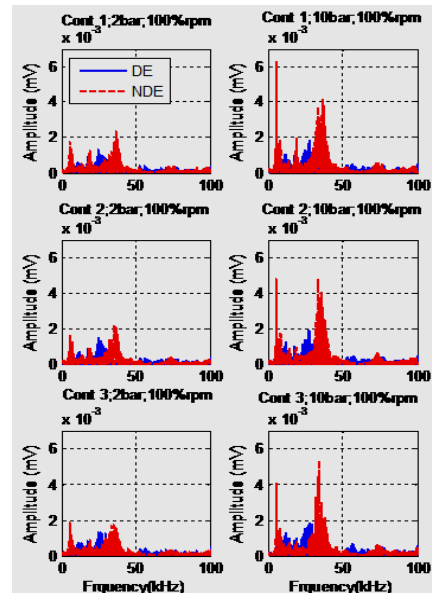 Cont 1;2bar;100%rpm
Cont 1;10bar;100%rpm
x 10-3
x 10-3
DE
NDE
Amplitude (mV)
Amplitude (mV)
6
4
2
0
6
4
2
0
0 50 100
0 50 100
Cont 2;2bar;100%rpm
Cont 2;10bar;100%rpm
x 10-3
x 10-3
Amplitude (mV)
Amplitude (mV)
6
4
2
0
6
4
2
0
0 50 100
0 50 100
Cont 3;2bar;100%rpm
Cont 3;10bar;100%rpm
x 10-3
x 10-3
Amplitude (mV)
Amplitude (mV)
6
4
2
0
6
4
2
0
0 50 100
0 50 100
Frquency(kHz)
Frquency(kHz)